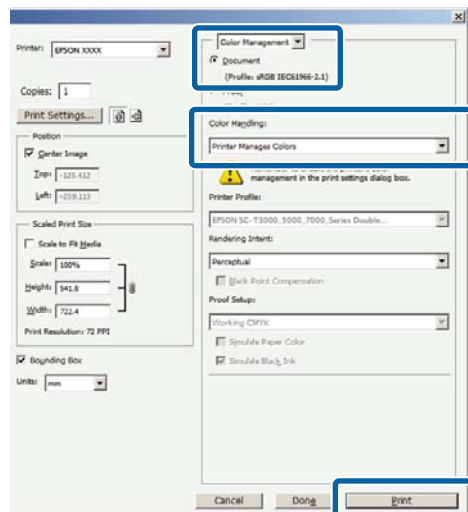 Printer: EPSON XXXX
Copies: 1
Print Settings...
Position
Center Image
Top: -125.412
Left: -259.113
Scaled Print Size
Scale to Fit Media
Scale: 100%
Height: 541.8
Width: 722.4
Print Resolution: 72 PPI
Bounding Box
Units: mm
Color Management
Document
(Profile: sRGB IEC61966-2.1)
Color Handling:
Printer Manages Colors
management in the print settings dialog box.
Printer Profile:
EPSON SC-T3000_5000_7000_Series Double...
Rendering Intent:
Perceptual
Black Point Compensation
Proof Setup:
Working CMYK
Simulate Paper Color
Simulate Black Ink
Cancel
Done
Print